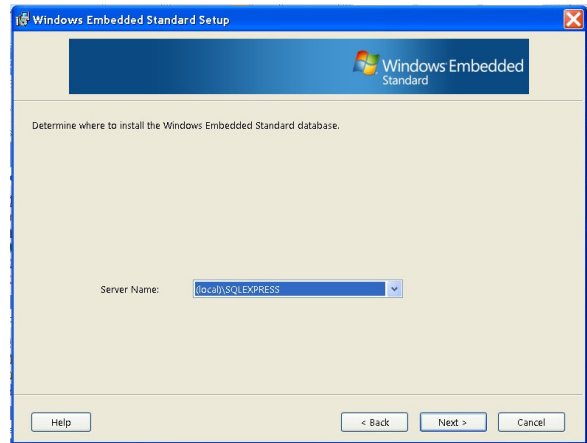 Windows Embedded Standard Setup
Windows Embedded
Standard
Determine where to install the Windows Embedded Standard database.
Server Name:
(local)\SQLEXPRESS
Help
< Back
Next >
Cancel